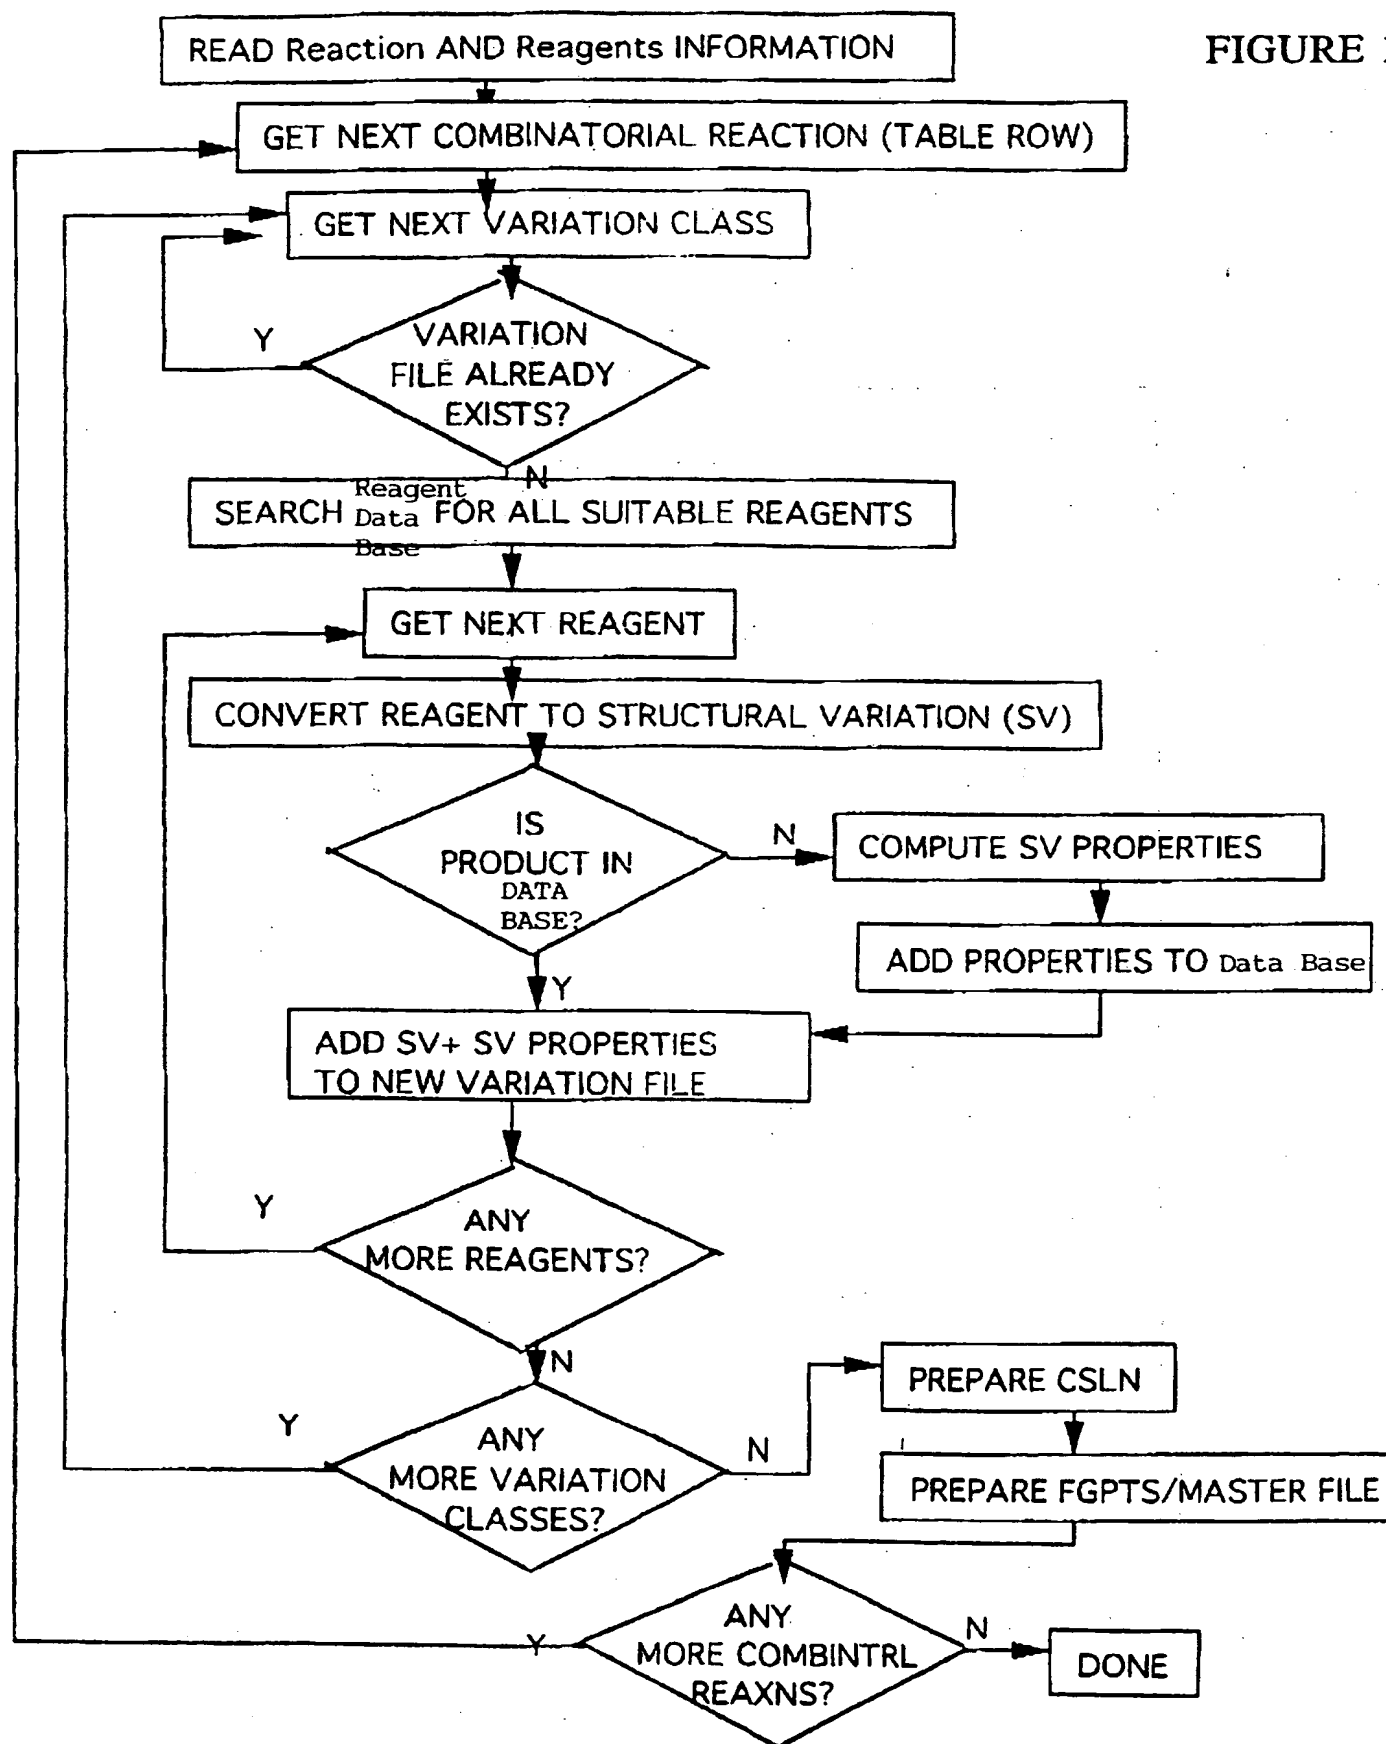 READ Reaction AND Reagents INFORMATION
FIGURE
GET NEXT COMBINATORIAL REACTION (TABLE ROW)
GET NEXT VARIATION CLASS
Y
VARIATION
FILE ALREADY
EXISTS?
N
SEARCH Reagent Data Base FOR ALL SUITABLE REAGENTS
GET NEXT REAGENT
CONVERT REAGENT TO STRUCTURAL VARIATION (SV)
IS
PRODUCT IN
DATA
BASE?
N
COMPUTE SV PROPERTIES
ADD PROPERTIES TO Data Base
Y
ADD SV+ SV PROPERTIES
TO NEW VARIATION FILE
Y
ANY
MORE REAGENTS?
N
PREPARE CSLN
Y
ANY
MORE VARIATION
CLASSES?
N
PREPARE FGPTS/MASTER FILE
Y
ANY
MORE COMBINTRL
REAXNS?
N
DONE